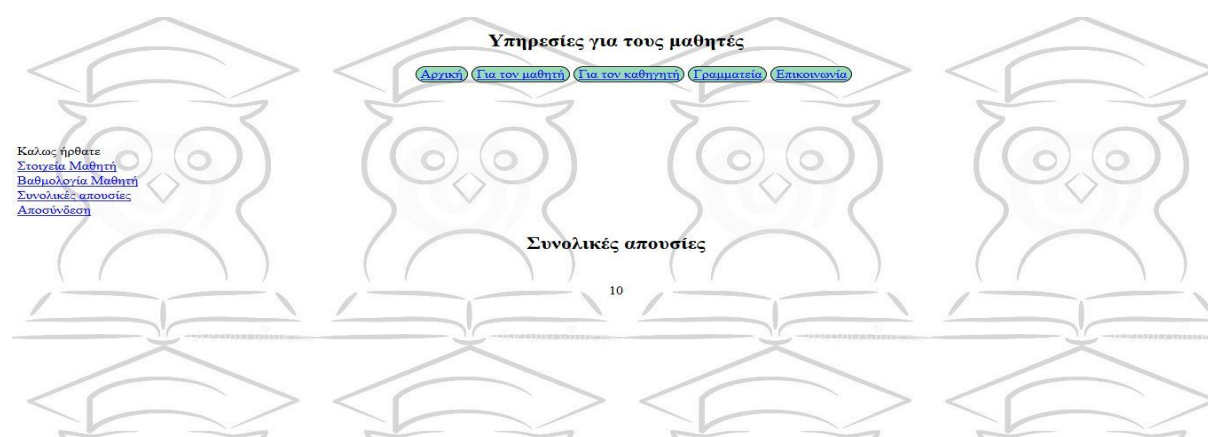 Υπηρεσίες για τους μαθητές
Αρχική Για τον μαθητή Για τον καθηγητή Γραμματεία Επικοινωνία
Καλως ήρθατε
Στοιχεία Μαθητή
Βαθμολογία Μαθητή
Συνολικές απουσίες
Αποσύνδεση
Συνολικές απουσίες
10